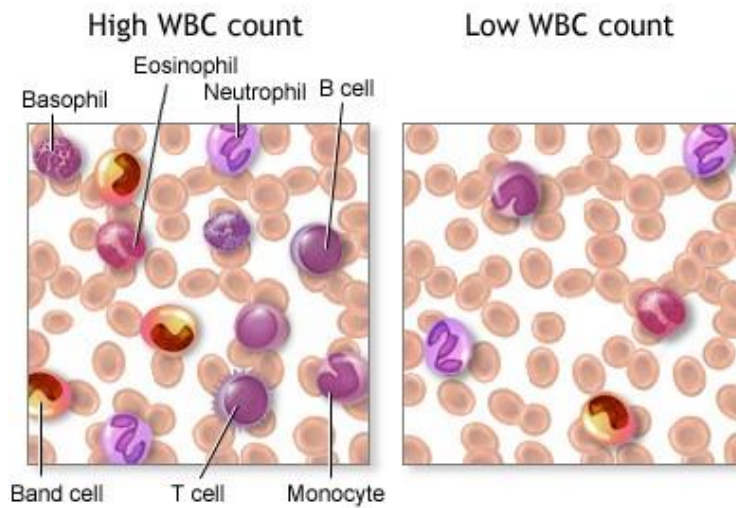 High WBC count
Low WBC count
Eosinophil
Basophil
Neutrophil
B cell
Band cell
T cell
Monocyte